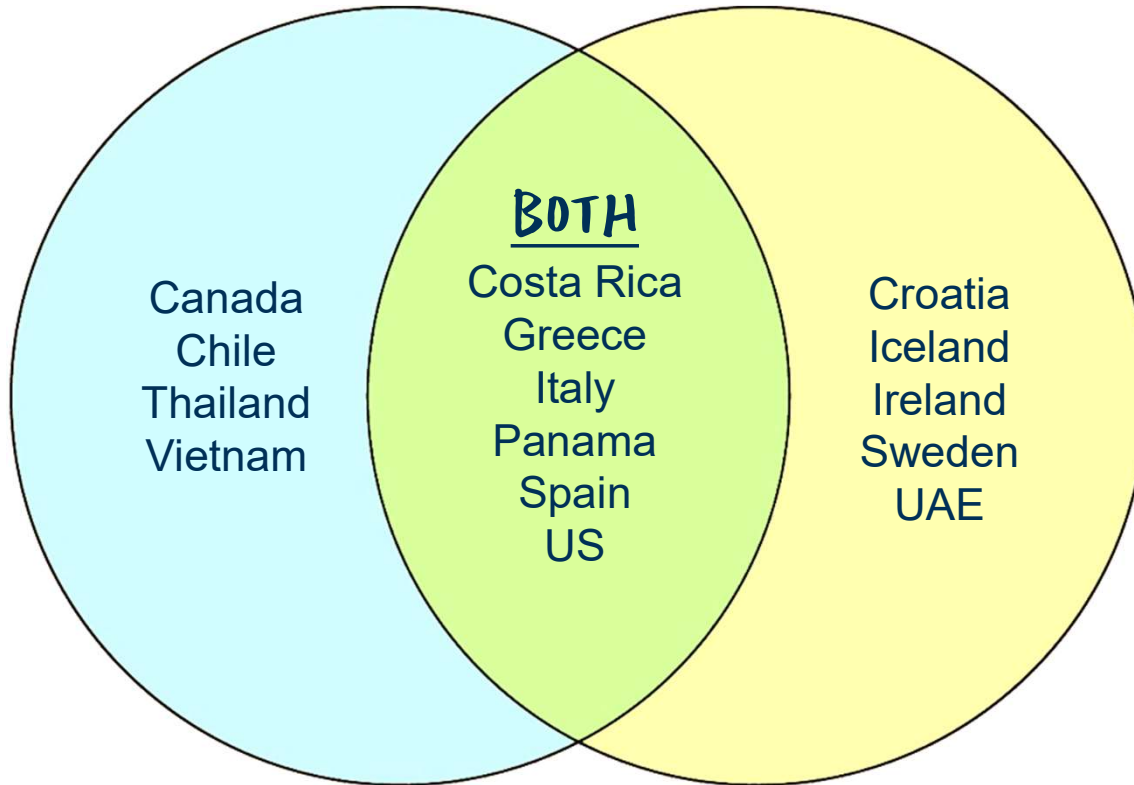 BOTH
Canada
Chile
Thailand
Vietnam
Costa Rica
Greece
Italy
Panama
Spain
US
Croatia
Iceland
Ireland
Sweden
UAE